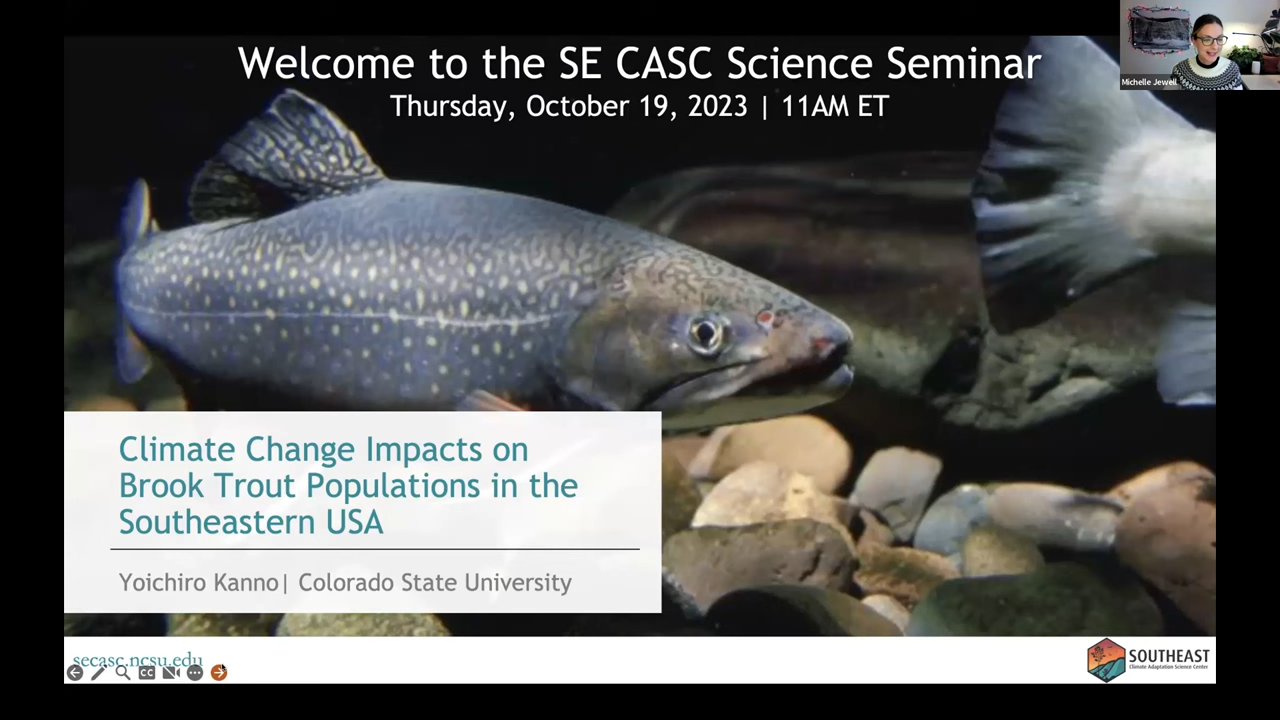 Welcome to the SE CASC Science Seminar
Thursday, October 19, 2023 | 11AM ET
Michelle Jewell
Climate Change Impacts on
Brook Trout Populations in the
Southeastern USA
Yoichiro Kanno| Colorado State University
secasc.ncsu.edu
CC
SOUTHEAST
Climate Adaptation Science Center